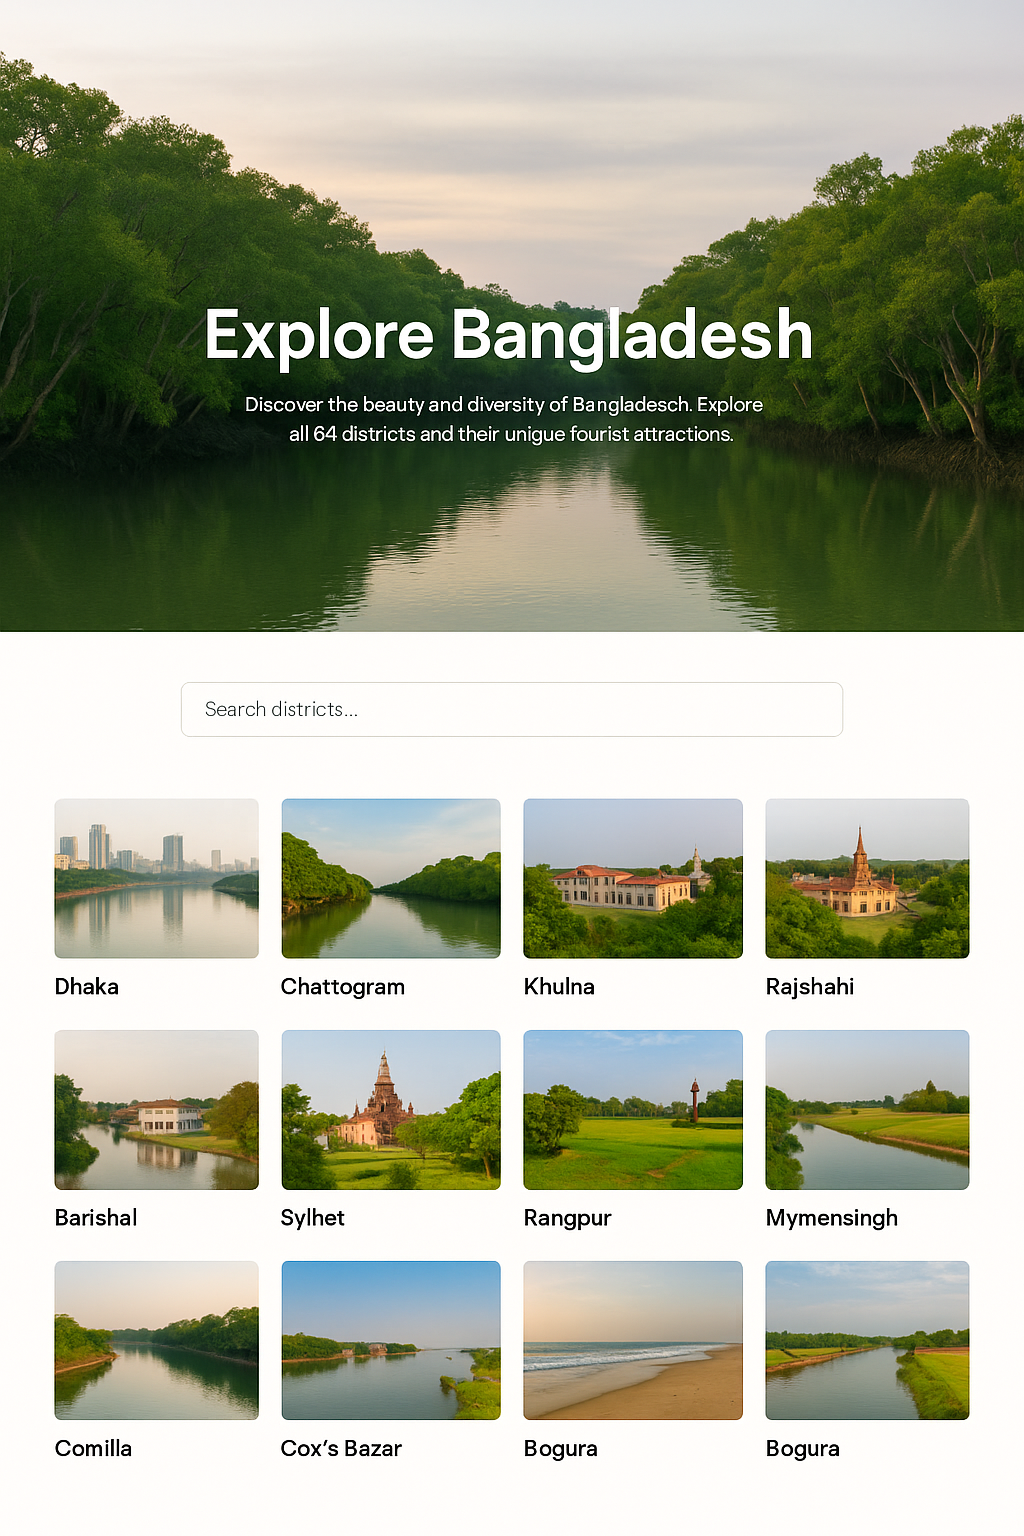 Explore Bangladesh
Discover the beauty and diversity of Bangladesch. Explore
all 64 districts and their unigue fourist attractions.
Search districts...
Dhaka
Chattogram
Khulna
Rajshahi
Barishal
Sylhet
Rangpur
Mymensingh
Comilla
Cox's Bazar
Bogura
Bogura